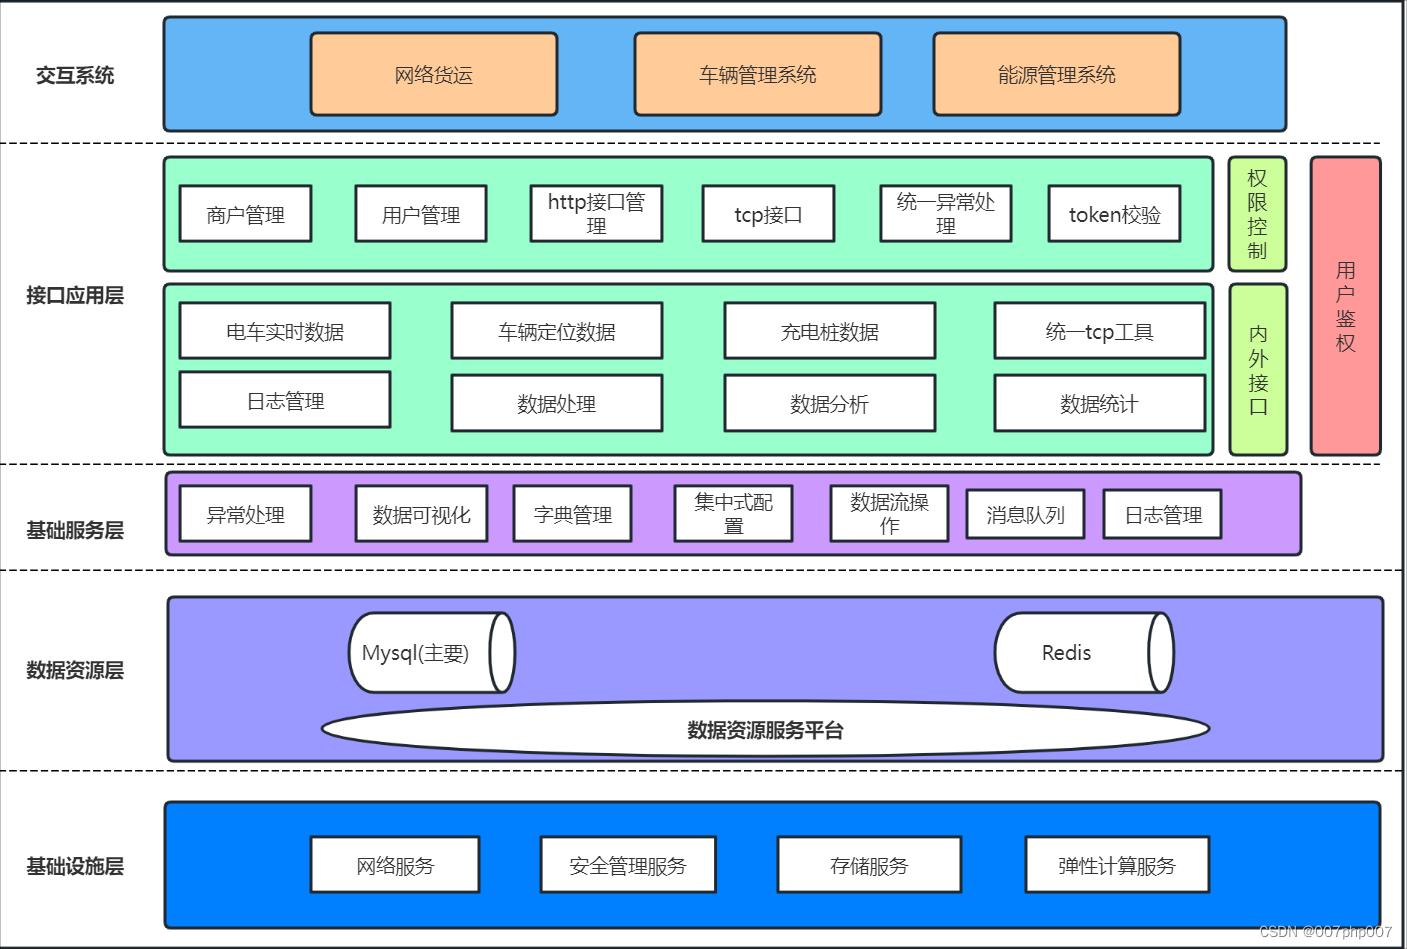 交互系统
网络货运
车辆管理系统
能源管理系统
接口应用层
商户管理
用户管理
http接口管
理
tcp接口
统一异常处
理
token校验
权
限
控
制
用
户
鉴
权
电车实时数据
车辆定位数据
充电桩数据
统一tcp工具
日志管理
数据处理
数据分析
数据统计
内
外
接
口
基础服务层
异常处理
数据可视化
字典管理
集中式配
置
数据流操
作
消息队列
日志管理
数据资源层
Mysql(主要)
Redis
数据资源服务平台
基础设施层
网络服务
安全管理服务
存储服务
弹性计算服务
CSDN @007php007